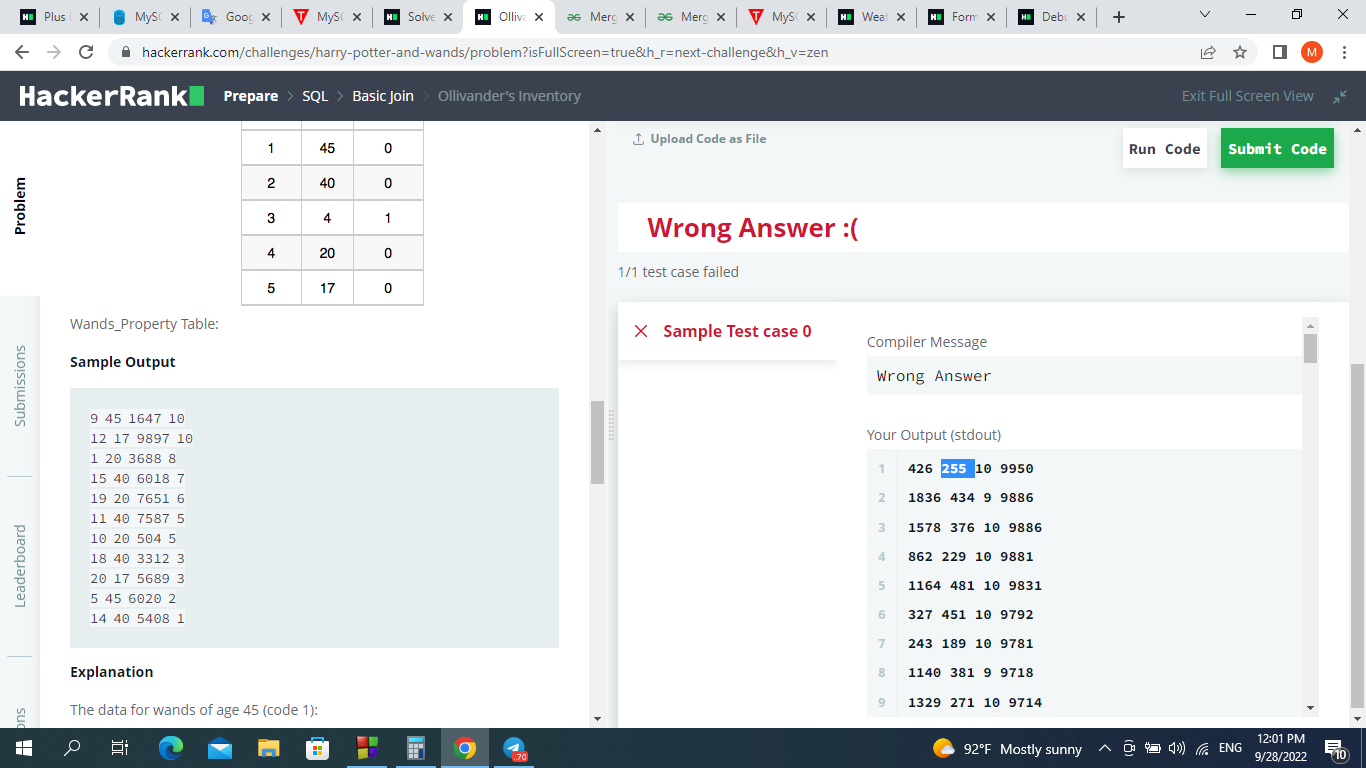 Plus
MyS
Goog
MyS
Solve
Olliva
Merg
Merg
MyS
Weat
Form
Debu
hackerrank.com/challenges/harry-potter-and-wands/problem?isFullScreen=true&h_r=next-challenge&h_v=zen
M
HackerRank
Prepare > SQL > Basic Join > Ollivander's Inventory
Exit Full Screen View
Problem
Submissions
Leaderboard
ons
1 45 0
2 40 0
3 4 1
4 20 0
5 17 0
Wands_Property Table:
Sample Output
9 45 1647 10
12 17 9897 10
1 20 3688 8
15 40 6018 7
19 20 7651 6
11 40 7587 5
10 20 504 5
18 40 3312 3
20 17 5689 3
5 45 6020 2
14 40 5408 1
Explanation
The data for wands of age 45 (code 1):
Upload Code as File
Run Code
Submit Code
Wrong Answer :(
1/1 test case failed
Sample Test case 0
Compiler Message
Wrong Answer
Your Output (stdout)
1 426 255 10 9950
2 1836 434 9 9886
3 1578 376 10 9886
4 862 229 10 9881
5 1164 481 10 9831
6 327 451 10 9792
7 243 189 10 9781
8 1140 381 9 9718
9 1329 271 10 9714
92°F Mostly sunny
ENG
12:01 PM
9/28/2022
10